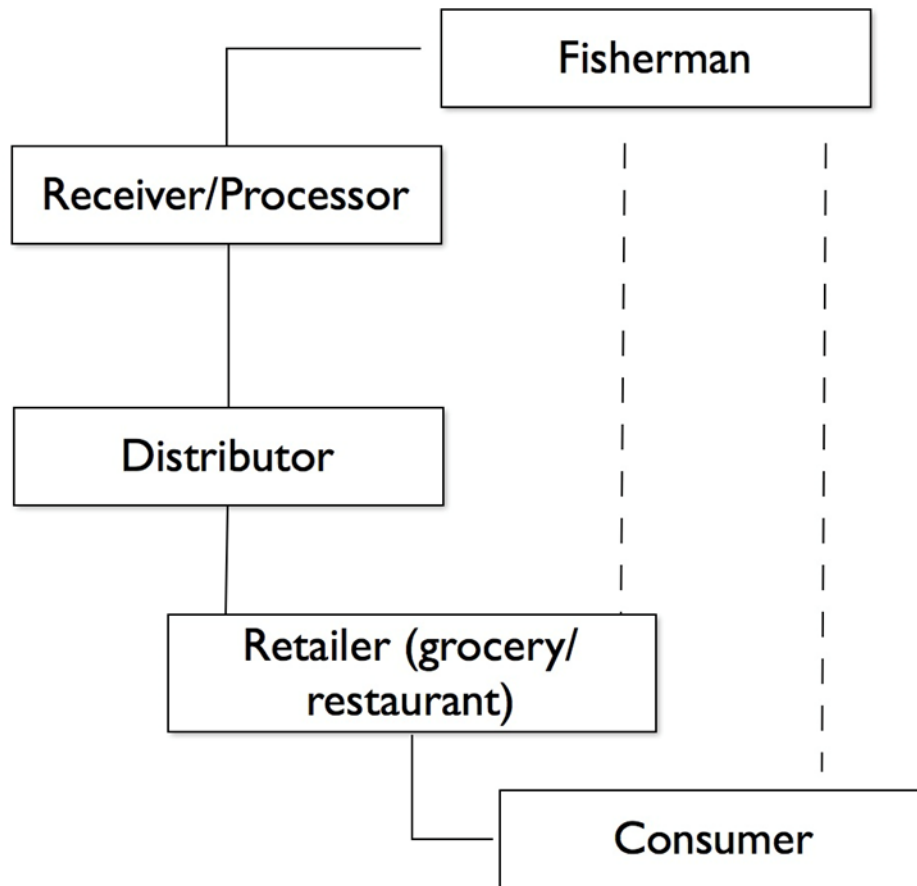 Fisherman
Receiver/Processor
Distributor
Retailer (grocery/
restaurant)
Consumer